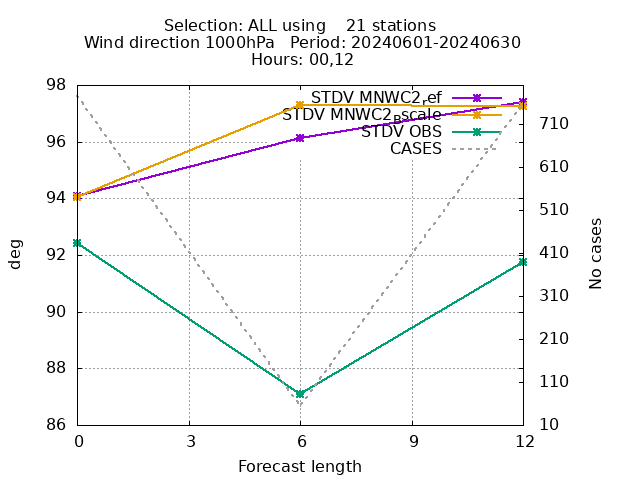 Selection: ALL using    21 stations
Wind direction 1000hPa   Period: 20240601-20240630
Hours: 00,12
STDV MNWC2ref
STDV MNWC2Bscale
STDV OBS
CASES
98
96
94
92
90
88
86
710
610
510
410
310
210
110
10
deg
No cases
0 3 6 9 12
Forecast length